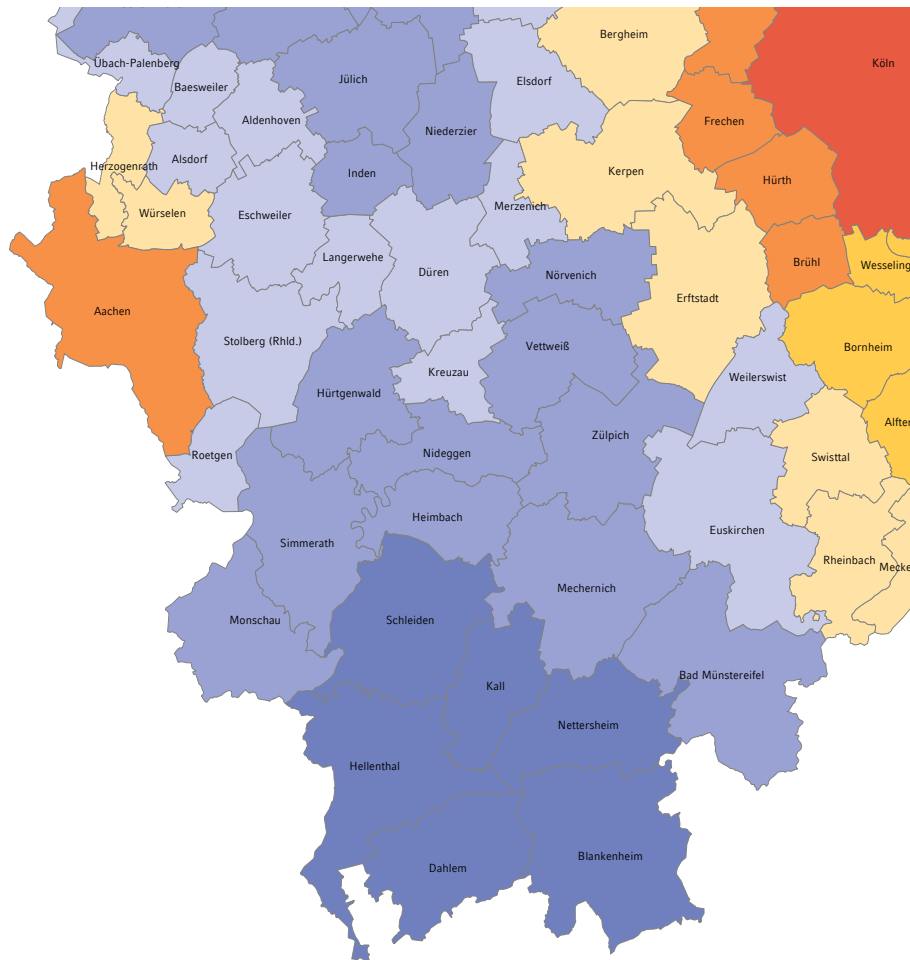 Bergheim
Köln
Übach-Palenberg
Jülich
Elsdorf
Baesweiler
Aldenhoven
Frechen
Niederzier
Alsdorf
Herzogenrath
Inden
Kerpen
Hürth
Würselen
Eschweiler
Merzenich
Langerwehe
Düren
Nörvenich
Brühl
Wesseling
Aachen
Erftstadt
Stolberg (Rhld.)
Vettweiß
Bornheim
Kreuzau
Weilerswist
Hürtgenwald
Zülpich
Alfter
Roetgen
Nideggen
Swisttal
Heimbach
Euskirchen
Simmerath
Rheinbach
Mecke
Mechernich
Monschau
Schleiden
Bad Münstereifel
Kall
Nettersheim
Hellenthal
Blankenheim
Dahlem